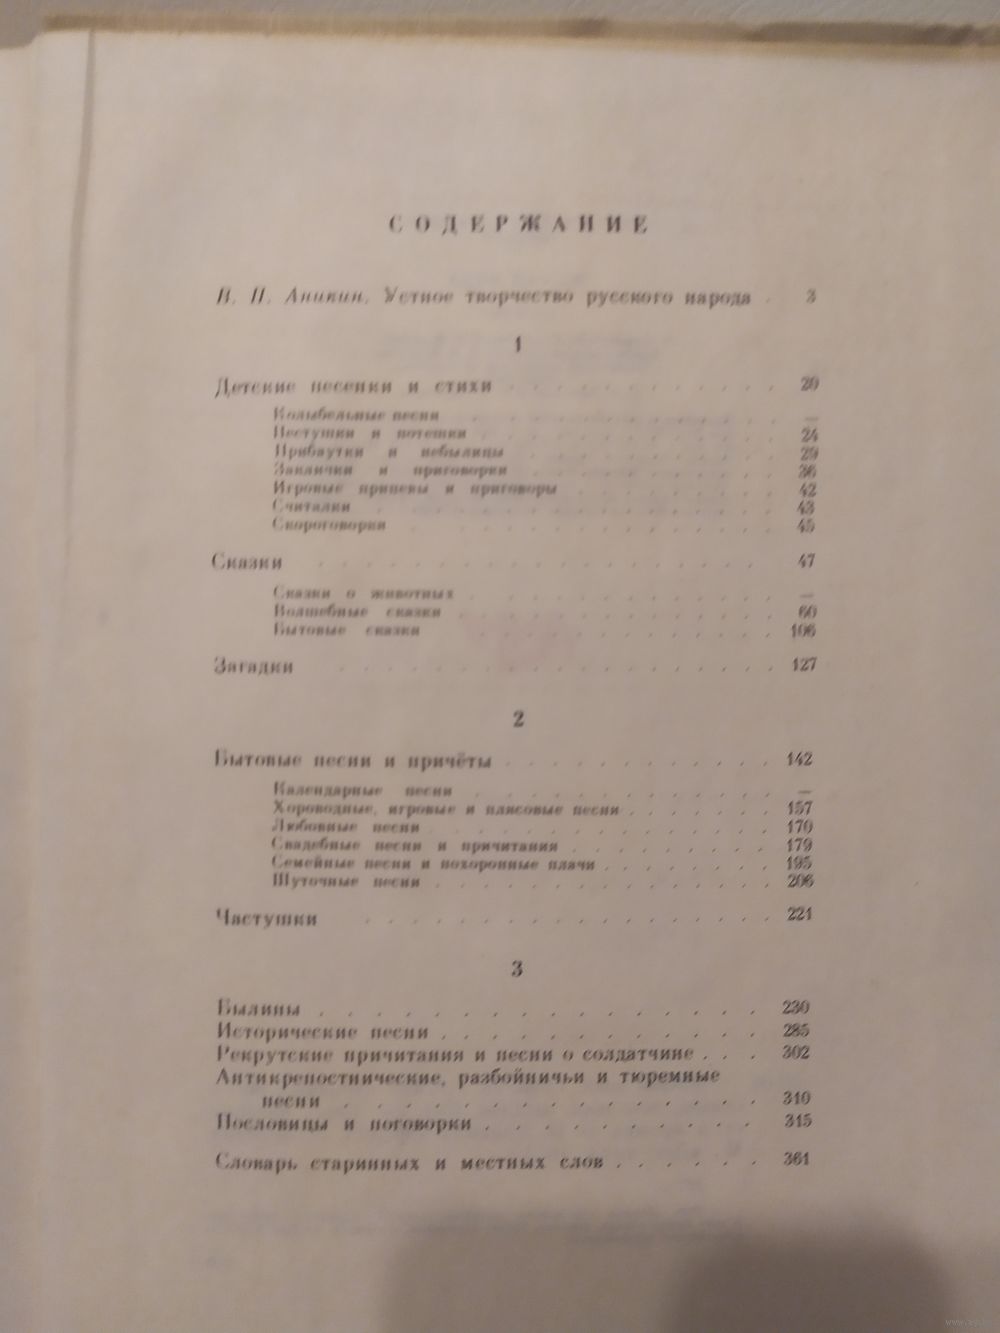 СОДЕРЖАНИЕ
В. П. Аникин. Устное творчество русского народа . 3
1
Детские песенки и стихи . . . . . . . . . . . . 20
Колыбельные песни . . . . . . . . . . . —
Пестушки и потешки . . . . . . . . . . . 24
Прибаутки и небылицы . . . . . . . . . . 29
Заклички и приговорки . . . . . . . . . . 36
Игровые припевы и приговоры . . . . . . . . 42
Считалки . . . . . . . . . . . . . . 43
Скороговорки . . . . . . . . . . . . . 45
Сказки . . . . . . . . . . . . . . . . 47
Сказки о животных . . . . . . . . . . . —
Волшебные сказки . . . . . . . . . . . . 60
Бытовые сказки . . . . . . . . . . . . 106
Загадки . . . . . . . . . . . . . . . 127
2
Бытовые песни и причёты . . . . . . . . . . 142
Календарные песни . . . . . . . . . . . —
Хороводные, игровые и плясовые песни . . . . . . 157
Любовные песни . . . . . . . . . . . . 170
Свадебные песни и причитания . . . . . . . . 179
Семейные песни и похоронные плачи . . . . . . . 195
Шуточные песни . . . . . . . . . . . . 206
Частушки . . . . . . . . . . . . . . 221
3
Былины . . . . . . . . . . . . . . . . 230
Исторические песни . . . . . . . . . . . 285
Рекрутские причитания и песни о солдатчине . . . 302
Антикрепостнические, разбойничьи и тюремные
песни . . . . . . . . . . . . . . . 310
Пословицы и поговорки . . . . . . . . . . 315
Словарь старинных и местных слов . . . . . . 361